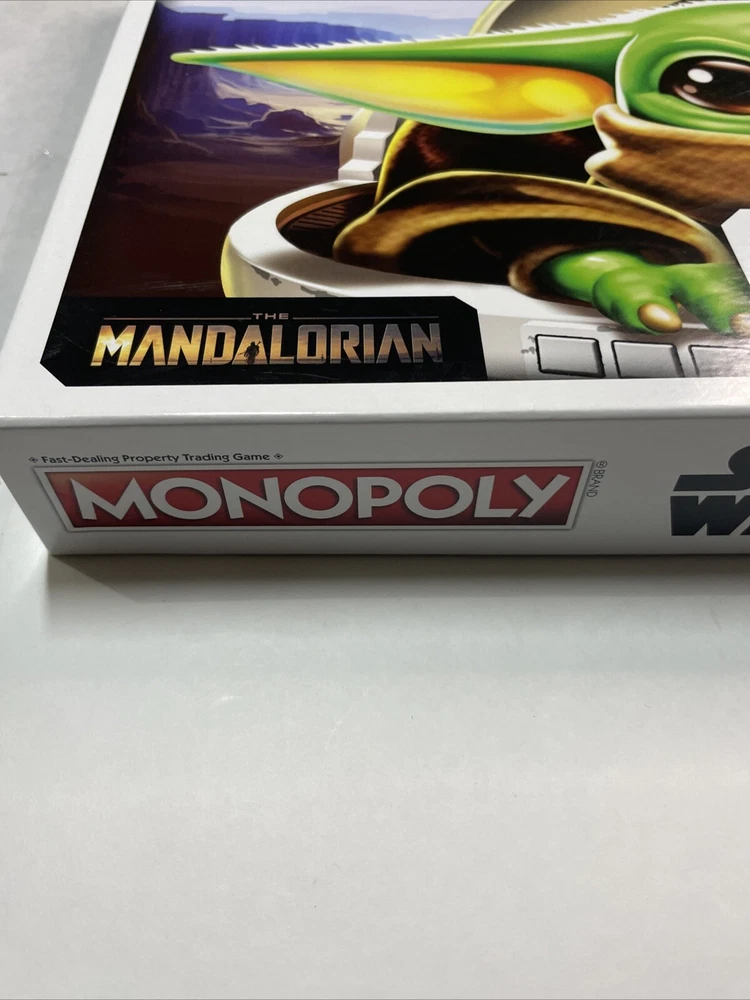 THE
MANDALORIAN
Fast-Dealing Property Trading Game
MONOPOLY
®BRAND